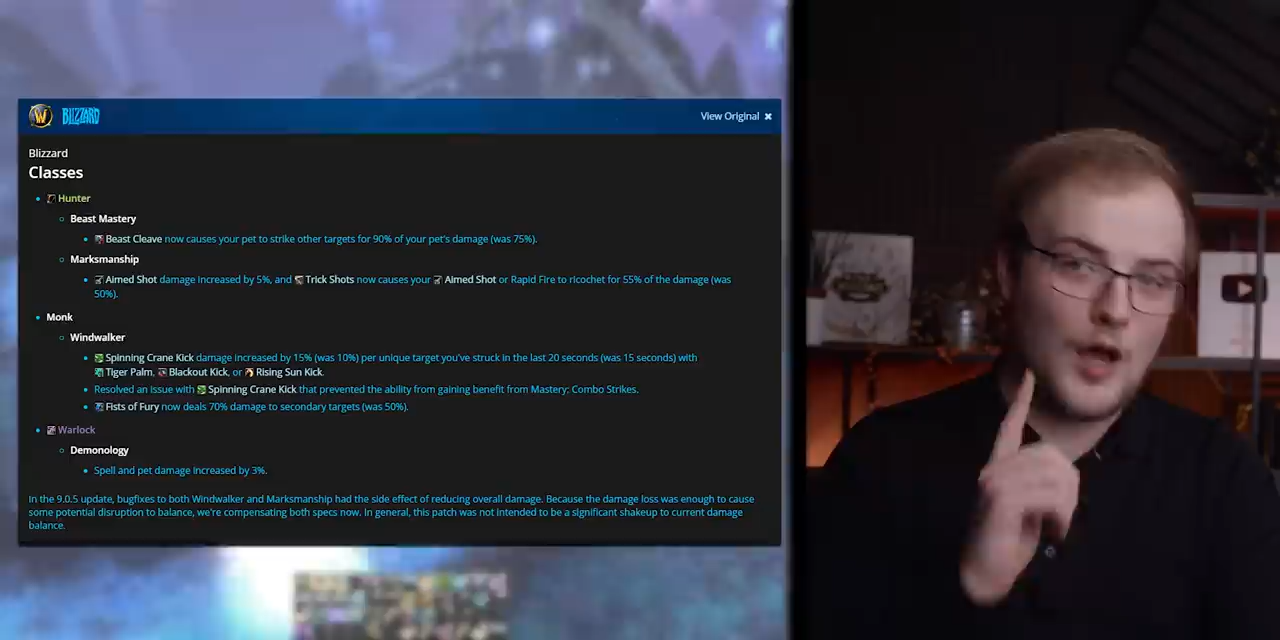 BLIZZARD
View Original ✖
Blizzard
Classes
Hunter
Beast Mastery
Beast Cleave now causes your pet to strike other targets for 90% of your pet's damage (was 75%).
Marksmanship
Aimed Shot damage increased by 5%, and Trick Shots now causes your Aimed Shot or Rapid Fire to ricochet for 55% of the damage (was
50%).
Monk
Windwalker
Spinning Crane Kick damage increased by 15% (was 10%) per unique target you've struck in the last 20 seconds (was 15 seconds) with
Tiger Palm, Blackout Kick, or Rising Sun Kick.
Resolved an issue with Spinning Crane Kick that prevented the ability from gaining benefit from Mastery: Combo Strikes.
Fists of Fury now deals 70% damage to secondary targets (was 50%).
Warlock
Demonology
Spell and pet damage increased by 3%.
In the 9.0.5 update, bugfixes to both Windwalker and Marksmanship had the side effect of reducing overall damage. Because the damage loss was enough to cause
some potential disruption to balance, we're compensating both specs now. In general, this patch was not intended to be a significant shakeup to current damage
balance.